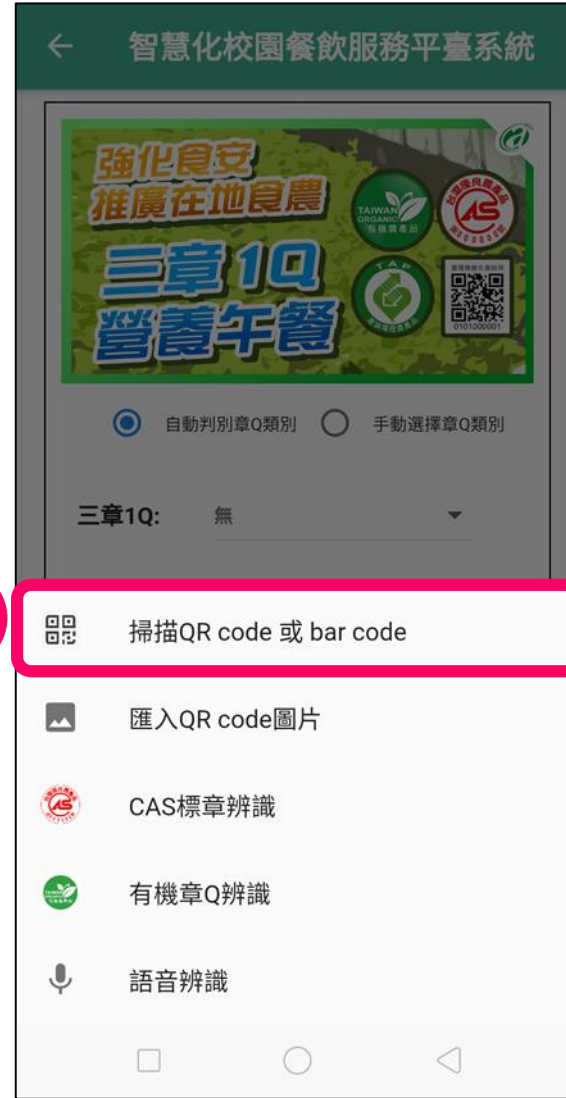 智慧化校園餐飲服務平臺系統
強化食安
推廣在地食農
三章1Q
營養午餐
TAIWAN
ORGANIC
有機農產品
台灣優良農產品
TAP
0101000001
自動判別章Q類別
手動選擇章Q類別
三章1Q:
無
掃描QR code 或 bar code
匯入QR code圖片
CAS標章辨識
有機章Q辨識
語音辨識